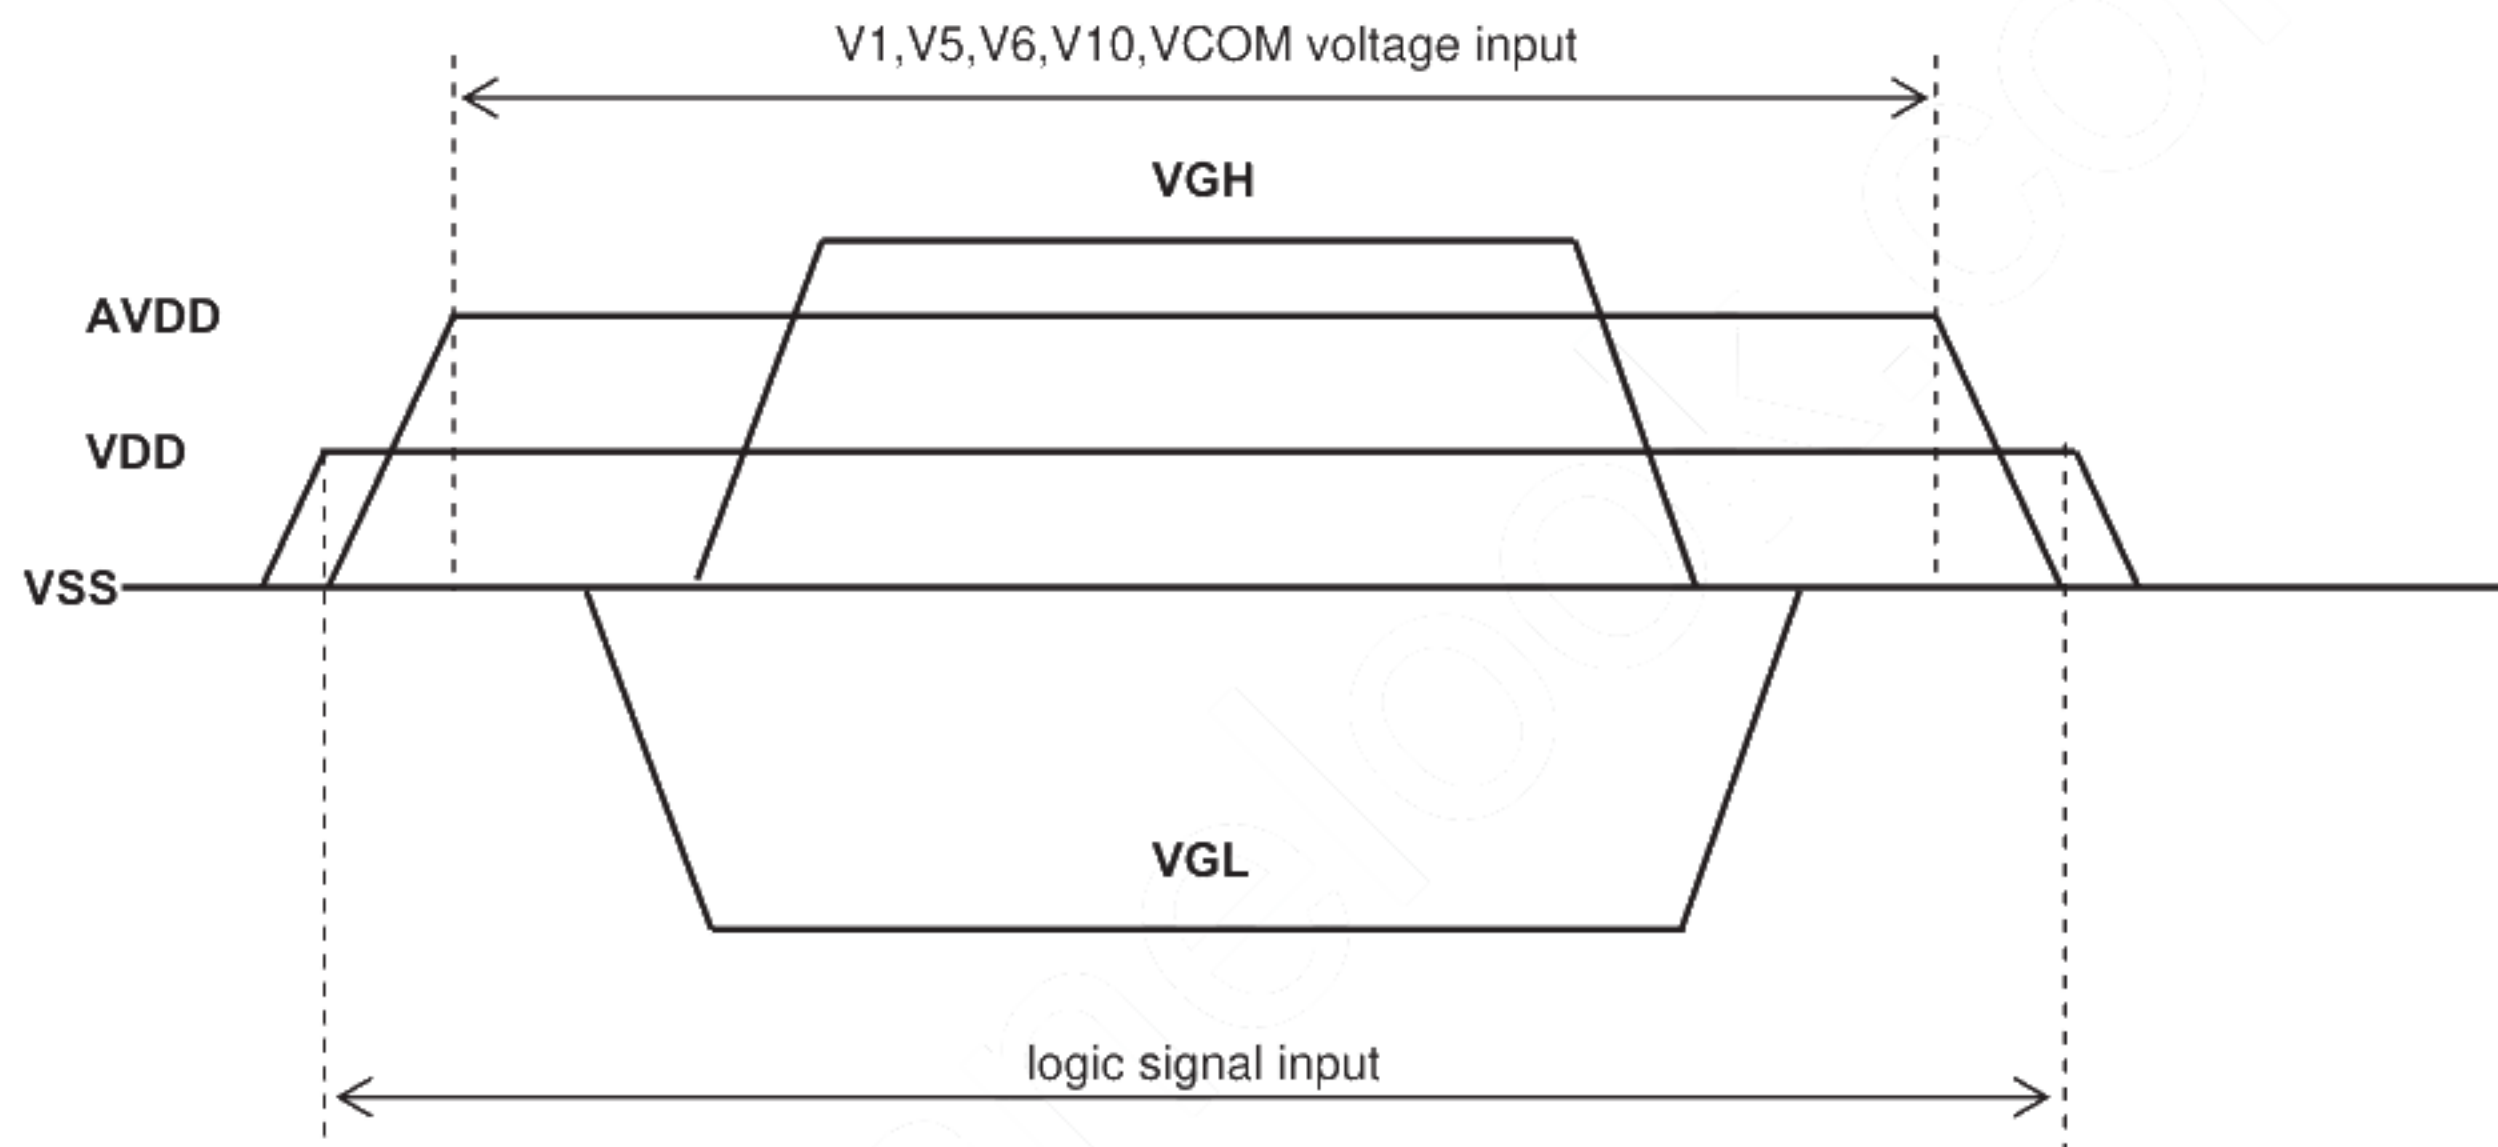 V1,V5,V6,V10,VCOM voltage input
VGH
AVDD
VDD
VSS
VGL
logic signal input